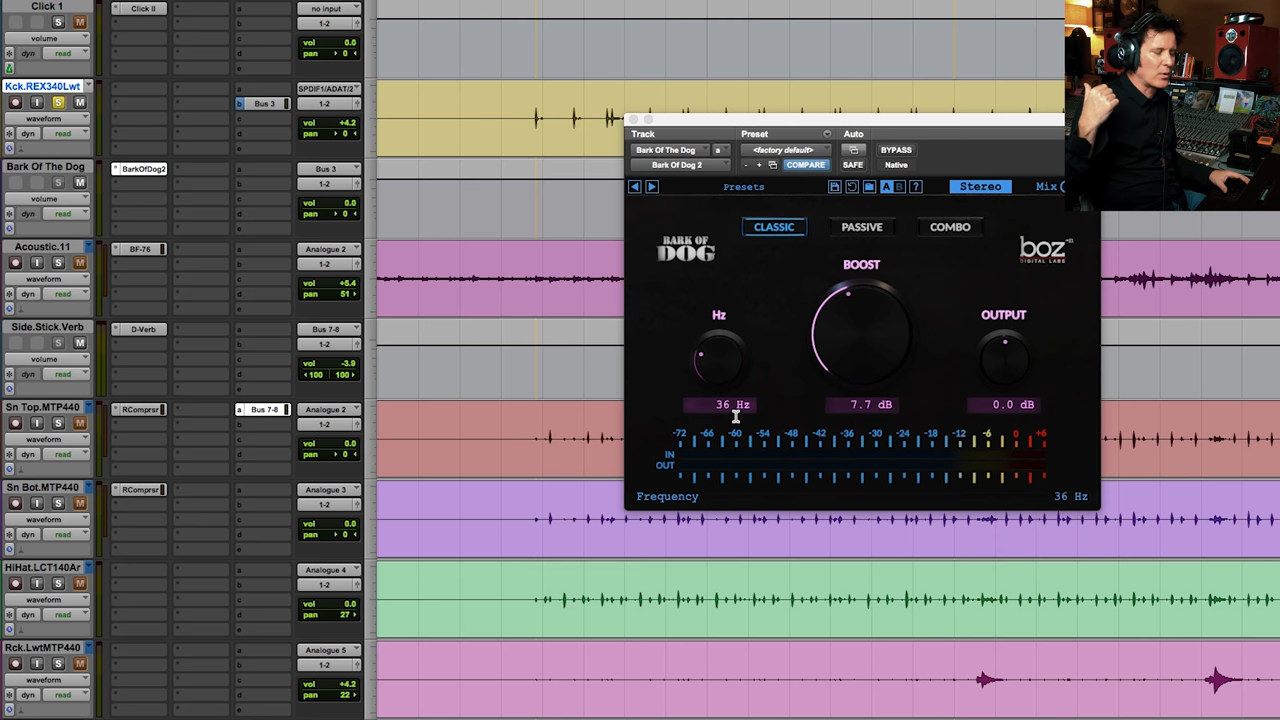 Click 1
volume
dyn read
S M
Click II
a
b
c
d
e
no input
1-2
vol 0.0
pan 0
Kck.REX340Lwt
I S M
waveform
dyn read
a
b Bus 3
c
d
e
SPDIF1/ADAT/2
1-2
vol +4.2
pan 0
Bark Of The Dog
S M
volume
dyn read
BarkOfDog2
a
b
c
d
e
Bus 3
1-2
vol 0.0
pan 0
Acoustic.11
I S M
waveform
dyn read
BF-76
a
b
c
d
e
Analogue 2
1-2
vol +5.4
pan 51
Side.Stick.Verb
S M
volume
dyn read
D-Verb
a
b
c
d
e
Bus 7-8
1-2
vol -3.9
100 100
Sn Top.MTP440
I S M
waveform
dyn read
RComprsr
a Bus 7-8
b
c
d
e
Analogue 2
1-2
vol 0.0
pan 0
Sn Bot.MTP440
I S M
waveform
dyn read
RComprsr
a
b
c
d
e
Analogue 3
1-2
vol 0.0
pan 0
HiHat.LCT140Ar
I S M
waveform
dyn read
a
b
c
d
e
Analogue 4
1-2
vol 0.0
pan 27
Rck.LwtMTP440
I S M
waveform
dyn read
a
b
c
d
e
Analogue 5
1-2
vol +4.2
pan 22
Track Preset Auto
Bark Of The Dog a <factory default> BYPASS
Bark Of Dog 2 - + COMPARE SAFE Native
Presets A B ? Stereo Mix
CLASSIC PASSIVE COMBO
BARK OF DOG
boz
DIGITAL LABS
BOOST
Hz OUTPUT
36 Hz 7.7 dB 0.0 dB
-72 -66 -60 -54 -48 -42 -36 -30 -24 -18 -12 -6 0 +6
IN
OUT
Frequency 36 Hz